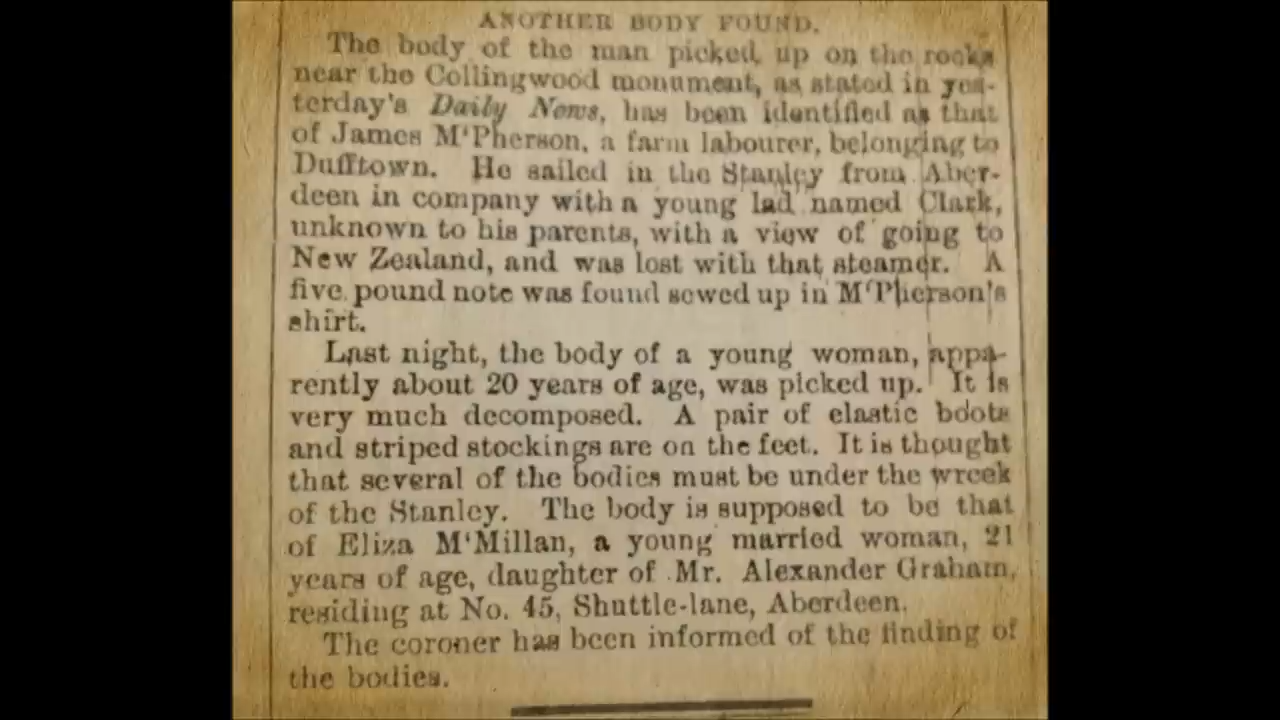 ANOTHER BODY FOUND.
The body of the man picked up on the rocks
near the Collingwood monument, as stated in yes-
terday's Daily News, has been identified as that
of James M'Pherson, a farm labourer, belonging to
Dufftown. He sailed in the Stanley from Aber-
deen in company with a young lad named Clark,
unknown to his parents, with a view of going to
New Zealand, and was lost with that steamer. A
five pound note was found sewed up in M'Pherson's
shirt.
Last night, the body of a young woman, appa-
rently about 20 years of age, was picked up. It is
very much decomposed. A pair of elastic boots
and striped stockings are on the feet. It is thought
that several of the bodies must be under the wreck
of the Stanley. The body is supposed to be that
of Eliza M'Millan, a young married woman, 21
years of age, daughter of Mr. Alexander Graham,
residing at No. 45, Shuttle-lane, Aberdeen.
The coroner has been informed of the finding of
the bodies.